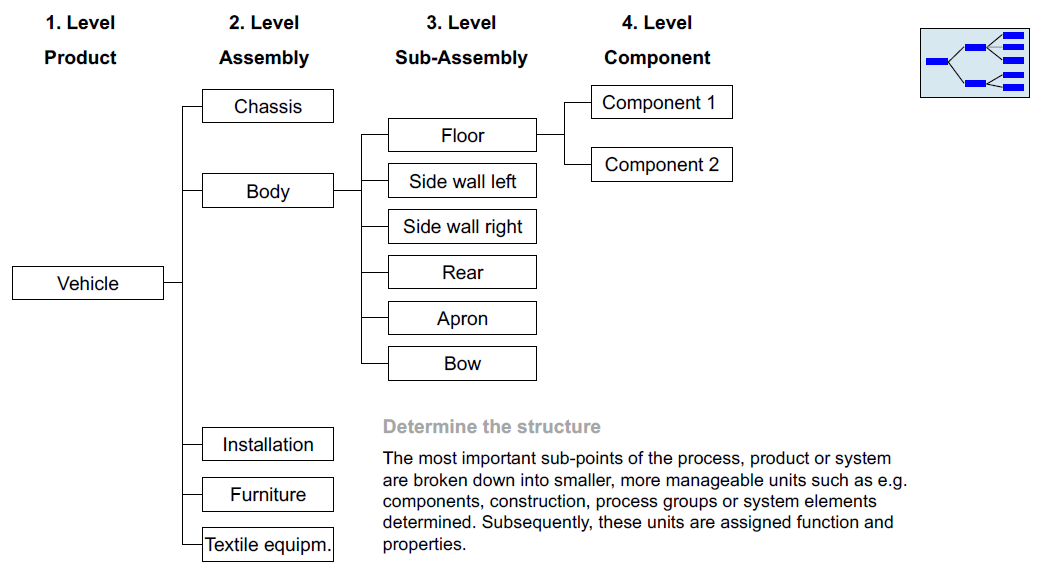 1. Level
2. Level
3. Level
4. Level
Product
Assembly
Sub-Assembly
Component
Chassis
Component 1
Floor
Component 2
Side wall left
Body
Side wall right
Rear
Vehicle
Apron
Bow
Installation
Furniture
Textile equipm.
Determine the structure
The most important sub-points of the process, product or system
are broken down into smaller, more manageable units such as e.g.
components, construction, process groups or system elements
determined. Subsequently, these units are assigned function and
properties.